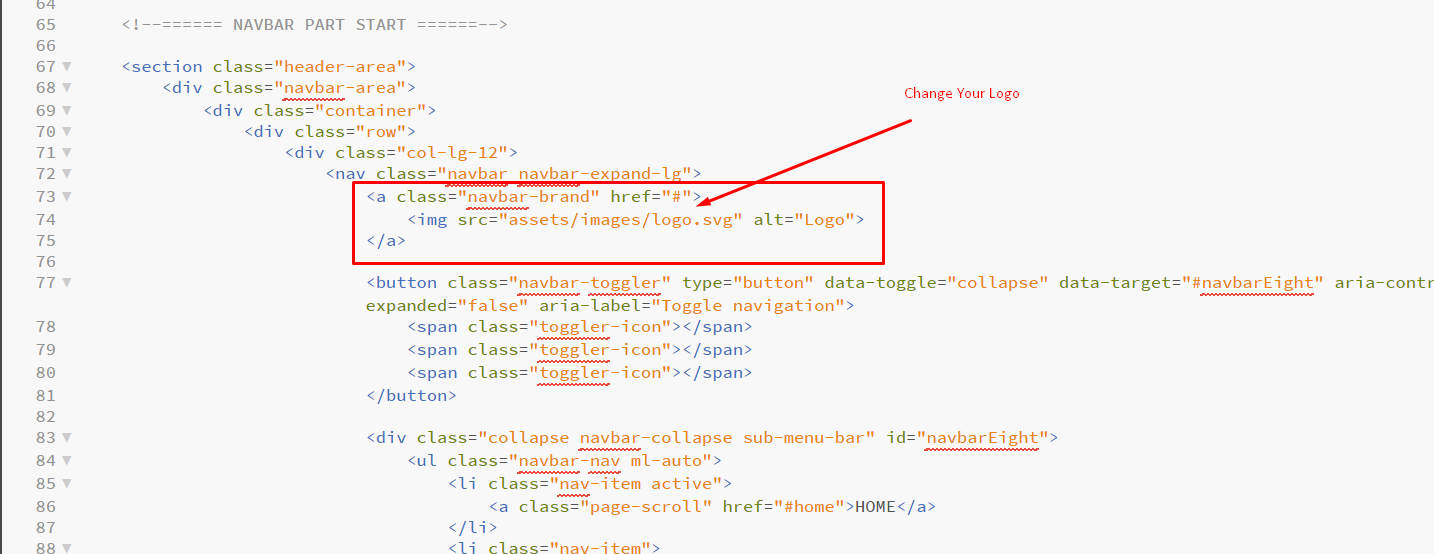 64
65 <!--====== NAVBAR PART START ======-->
66
67 <section class="header-area">
68 <div class="navbar-area">
69 <div class="container">
70 <div class="row">
71 <div class="col-lg-12">
72 <nav class="navbar navbar-expand-lg">
73 <a class="navbar-brand" href="#">
74 <img src="assets/images/logo.svg" alt="Logo">
75 </a>
76
77 <button class="navbar-toggler" type="button" data-toggle="collapse" data-target="#navbarEight" aria-contr
expanded="false" aria-label="Toggle navigation">
78 <span class="toggler-icon"></span>
79 <span class="toggler-icon"></span>
80 <span class="toggler-icon"></span>
81 </button>
82
83 <div class="collapse navbar-collapse sub-menu-bar" id="navbarEight">
84 <ul class="navbar-nav ml-auto">
85 <li class="nav-item active">
86 <a class="page-scroll" href="#home">HOME</a>
87 </li>
88 <li class="nav-item">
Change Your Logo